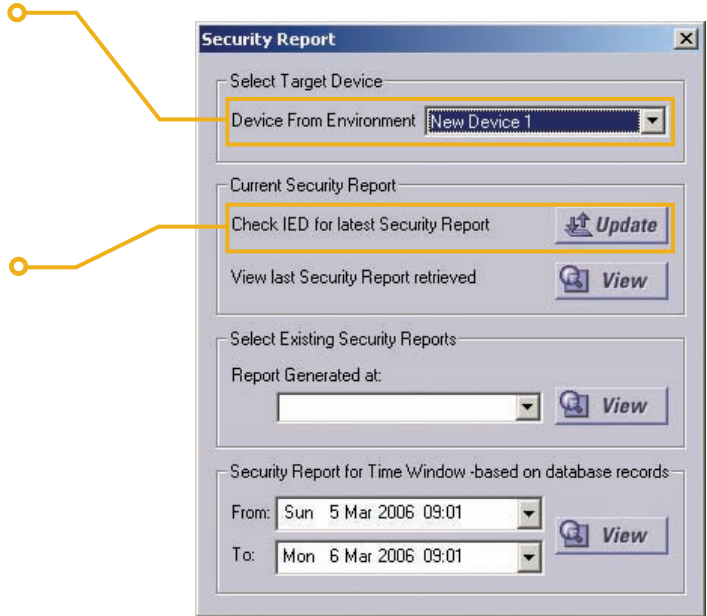 Security Report
Select Target Device
Device From Environment New Device 1
Current Security Report
Check IED for latest Security Report Update
View last Security Report retrieved View
Select Existing Security Reports
Report Generated at:
View
Security Report for Time Window -based on database records
From: Sun 5 Mar 2006 09:01
View
To: Mon 6 Mar 2006 09:01